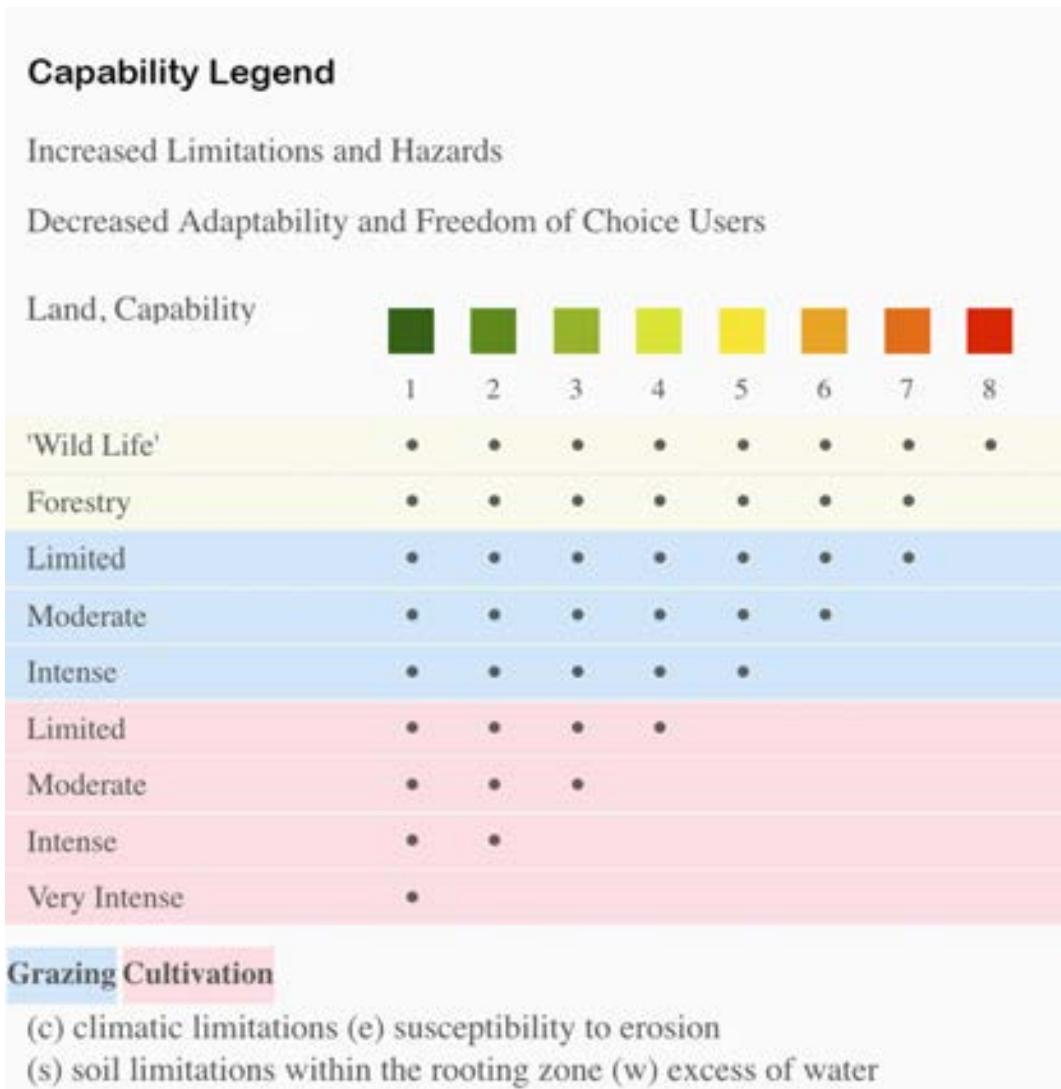 Capability Legend
Increased Limitations and Hazards
Decreased Adaptability and Freedom of Choice Users
Land, Capability
1 2 3 4 5 6 7 8
'Wild Life' • • • • • • • •
Forestry • • • • • • •
Limited • • • • • • •
Moderate • • • • • •
Intense • • • • •
Limited • • • •
Moderate • • •
Intense • •
Very Intense •
Grazing Cultivation
(c) climatic limitations (e) susceptibility to erosion
(s) soil limitations within the rooting zone (w) excess of water